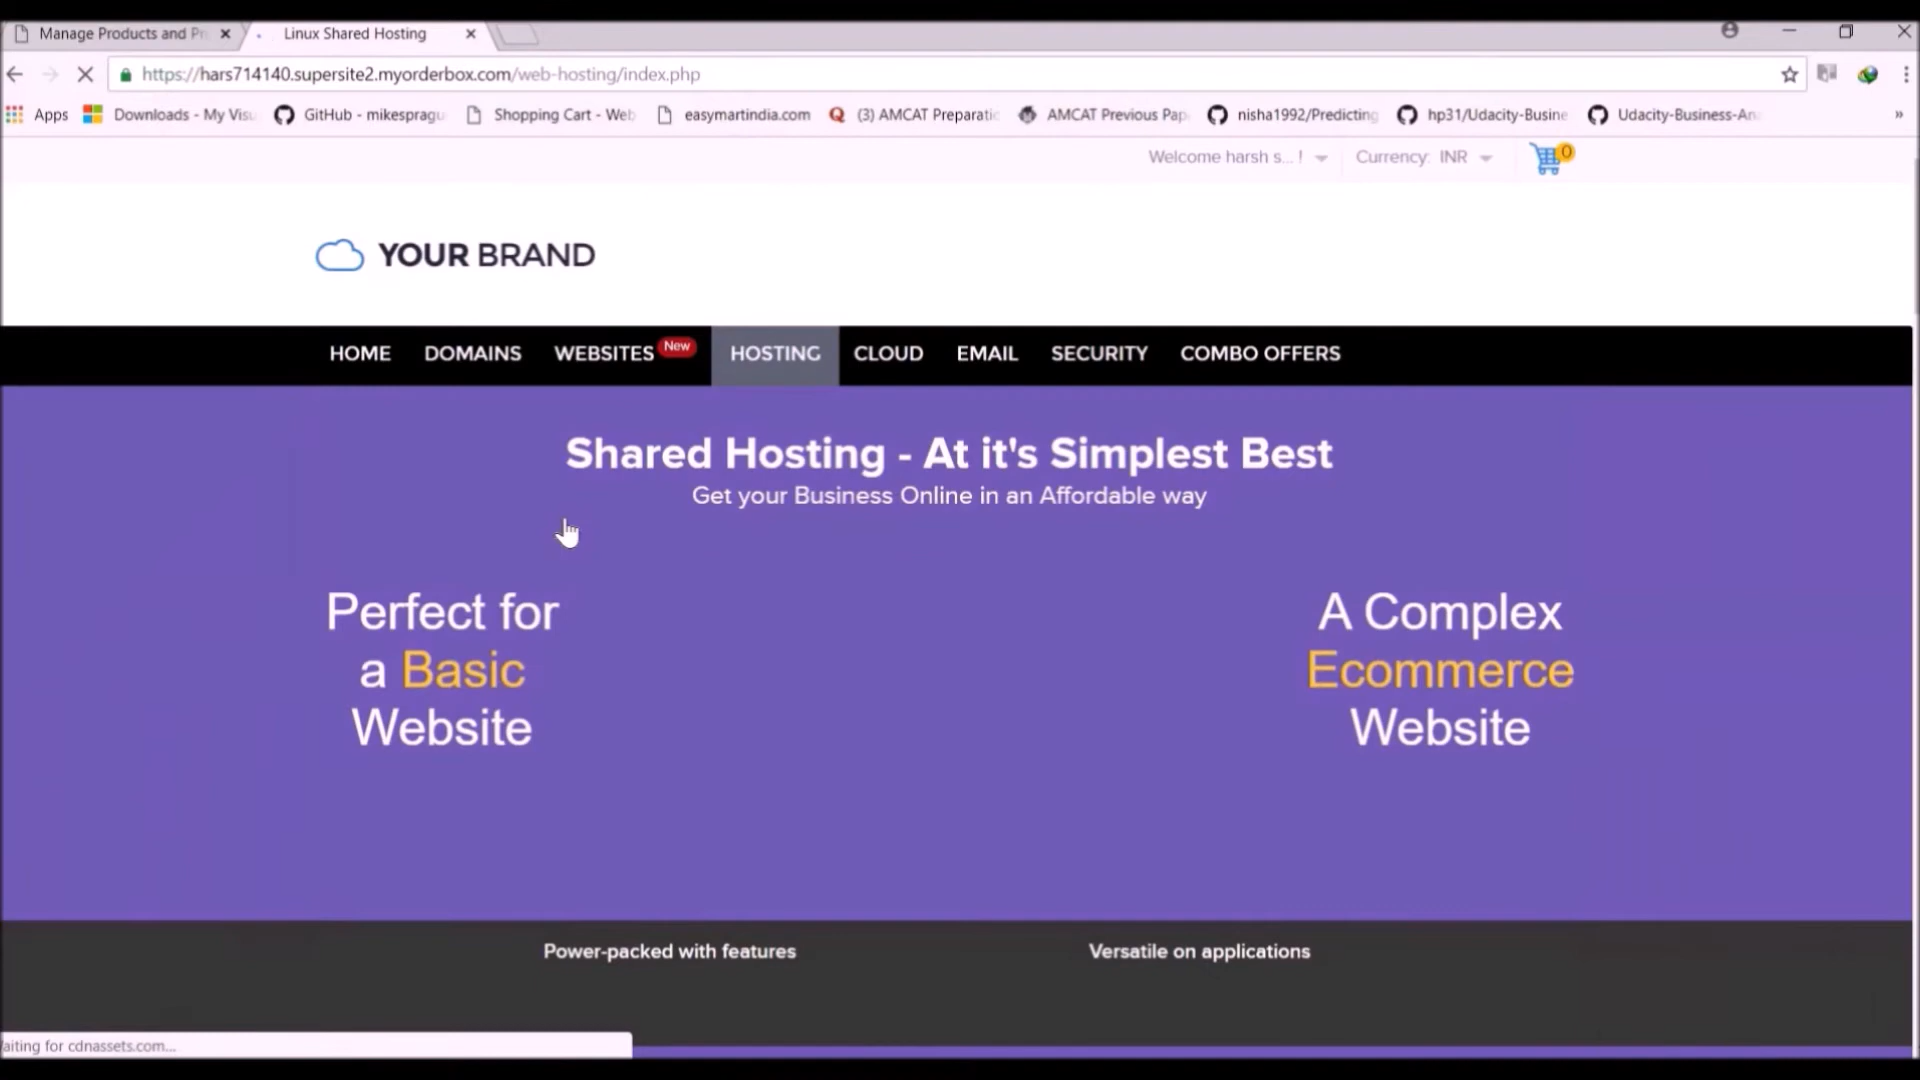 Manage Products and Pr
Linux Shared Hosting
https://hars714140.supersite2.myorderbox.com/web-hosting/index.php
Apps
Downloads - My Visu
GitHub - mikespragu
Shopping Cart - Web
easymartindia.com
(3) AMCAT Preparatic
AMCAT Previous Pap
nisha1992/Predicting
hp31/Udacity-Busine
Udacity-Business-An
»
Welcome harsh s... !
Currency: INR
0
YOUR BRAND
HOME
DOMAINS
WEBSITES New
HOSTING
CLOUD
EMAIL
SECURITY
COMBO OFFERS
Shared Hosting - At it's Simplest Best
Get your Business Online in an Affordable way
Perfect for
a Basic
Website
A Complex
Ecommerce
Website
Power-packed with features
Versatile on applications
aiting for cdnassets.com...